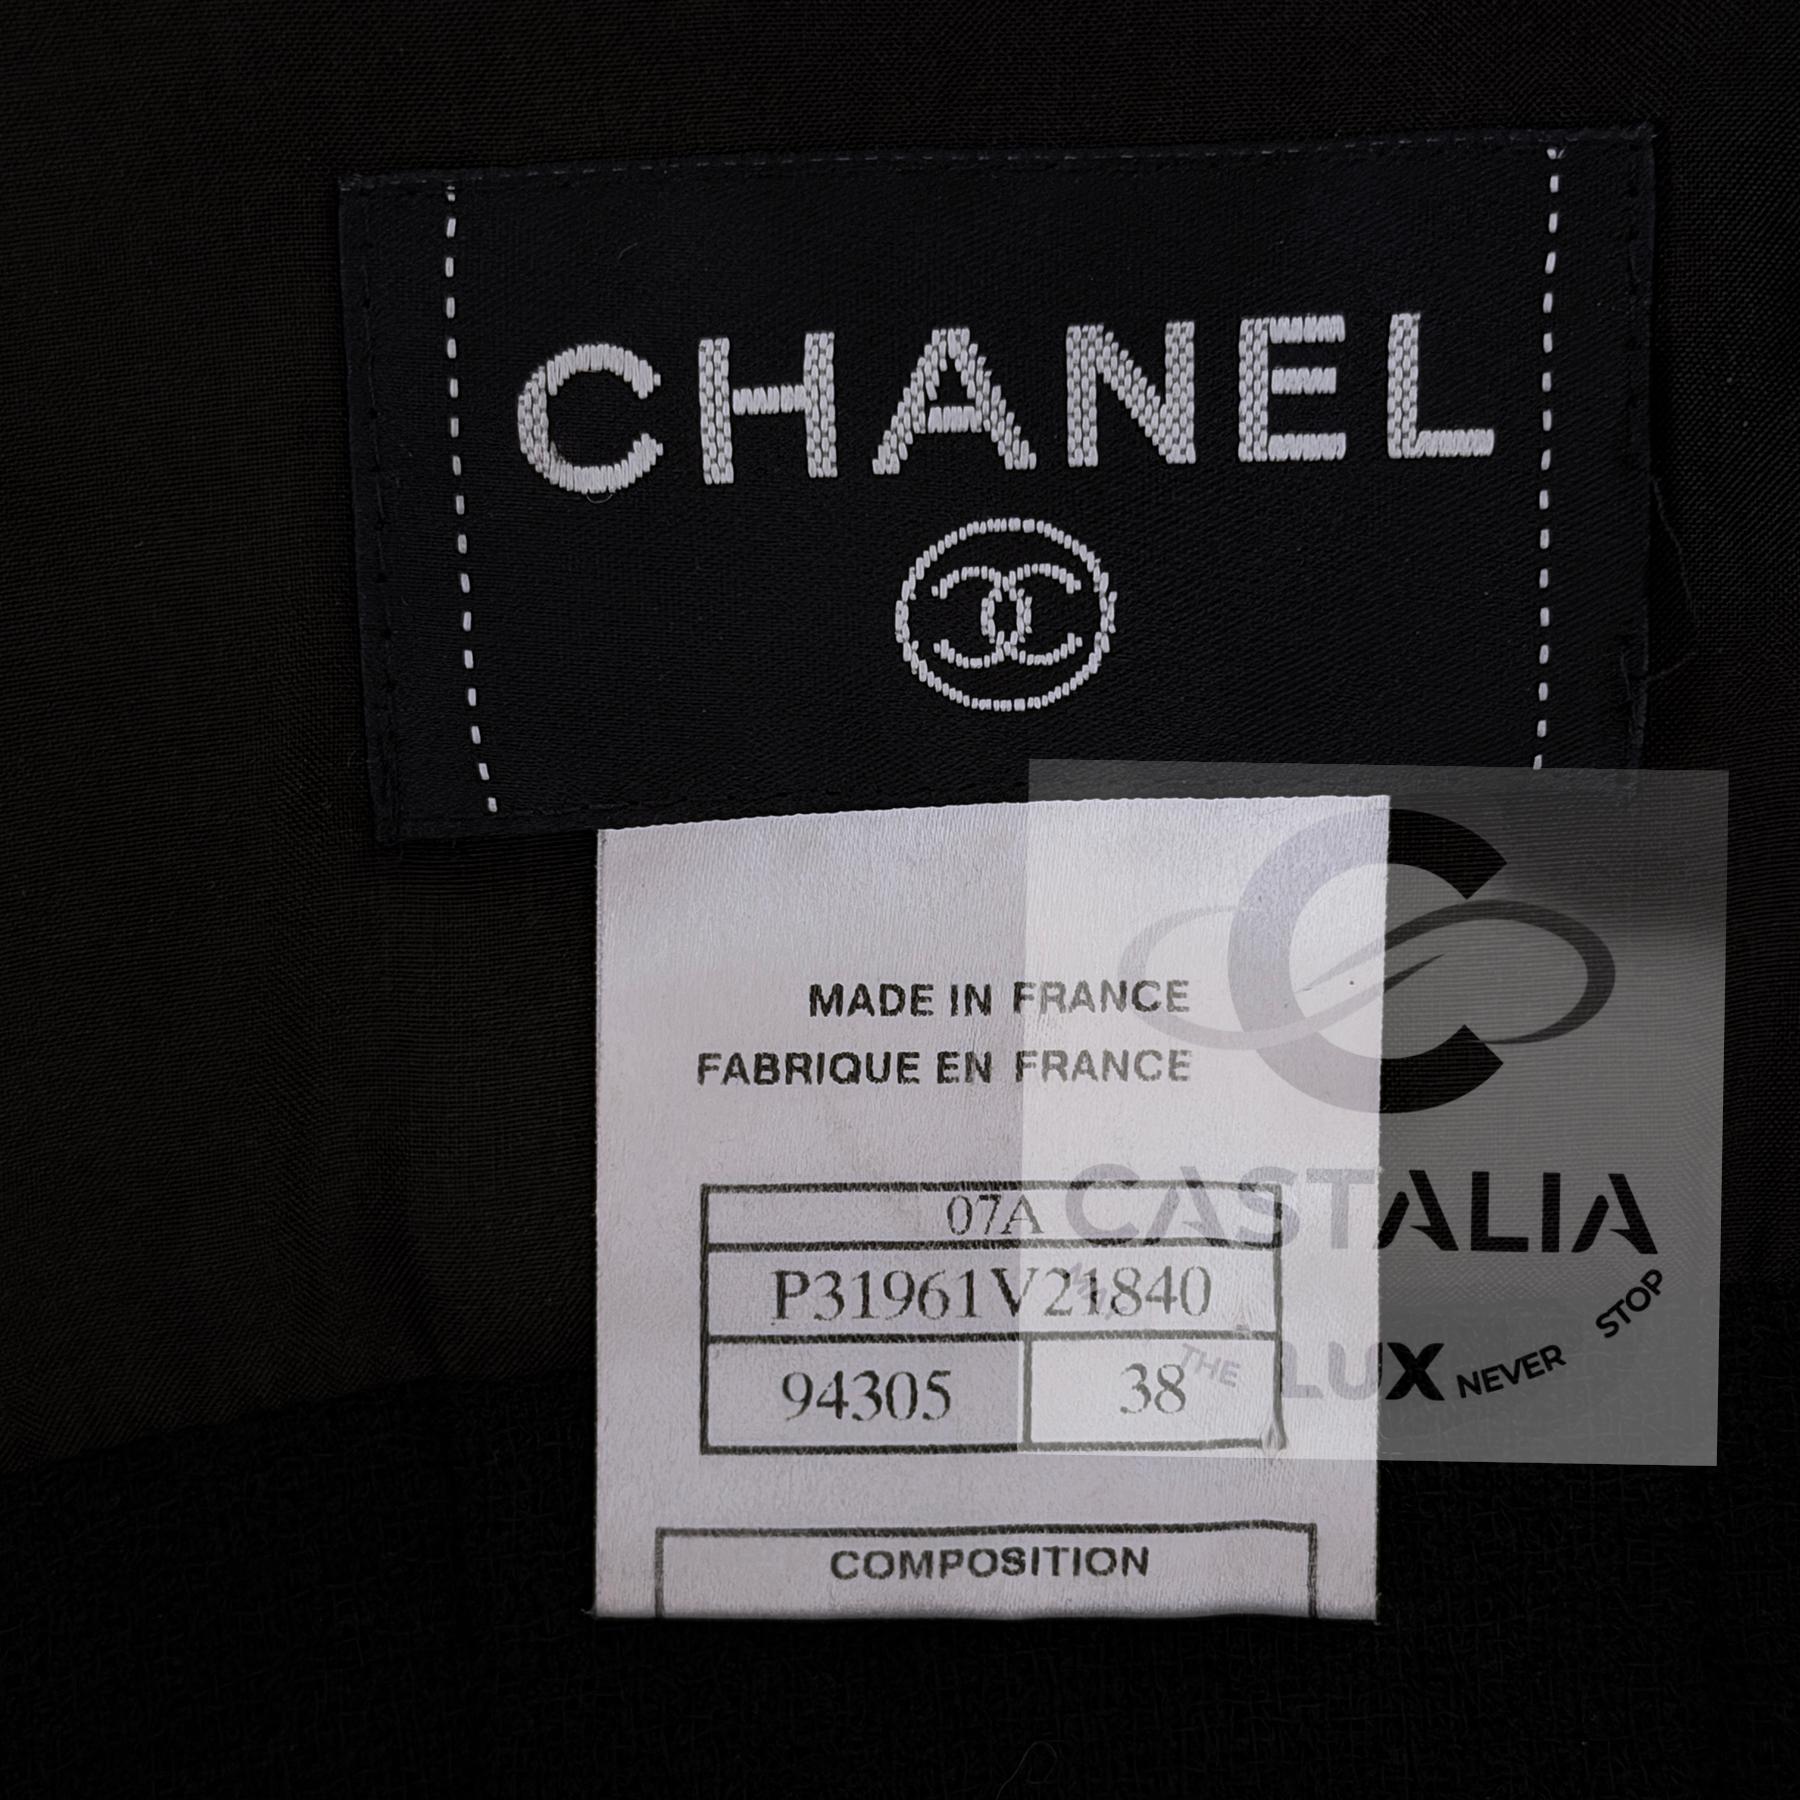 CHANEL
MADE IN FRANCE
FABRIQUE EN FRANCE
07A
P31961V21840
94305 38
COMPOSITION
CASTALIA
THE LUX NEVER STOP